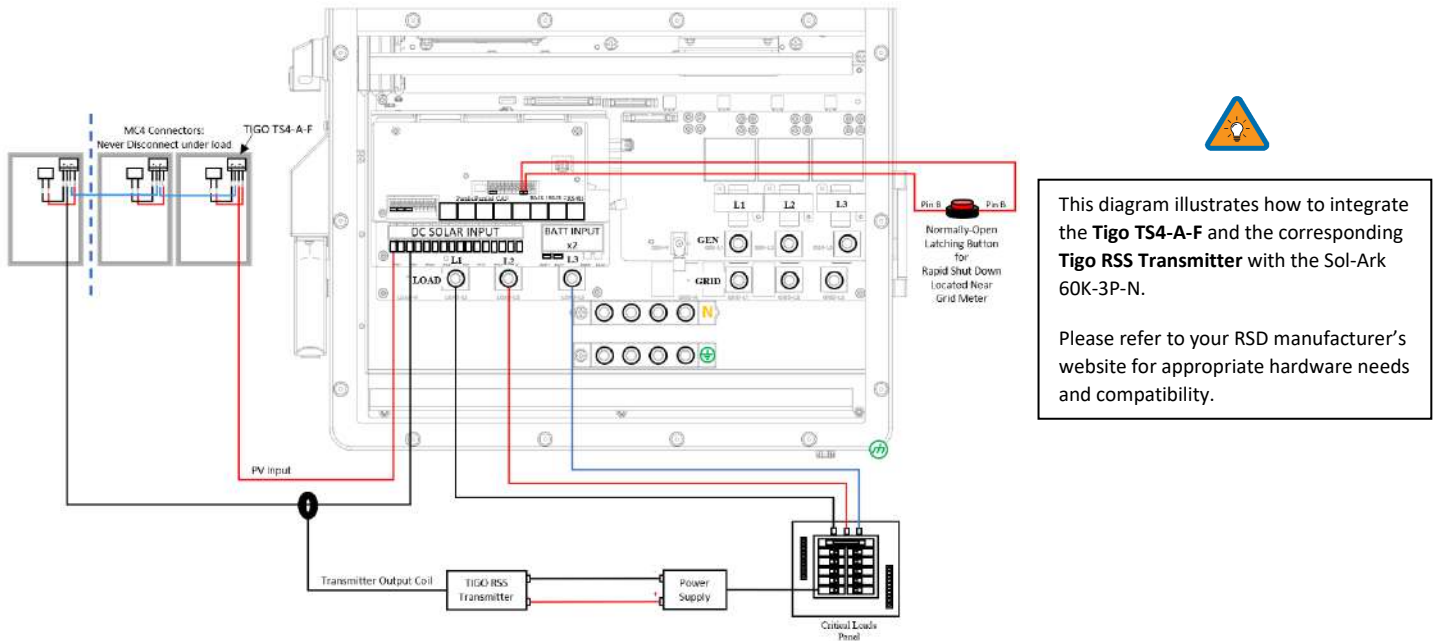 MC4 Connectors:
Never Disconnect under load
TIGO TS4-A-F
DC SOLAR INPUT
BATT INPUT
x2
L1
L2
L3
LOAD
L1
L2
L3
GEN
GRID
N
Pin B
Pin B
Normally-Open
Latching Button
for
Rapid Shut Down
Located Near
Grid Meter
PV Input
Transmitter Output Coil
TIGO RSS
Transmitter
Power
Supply
Critical Loads
Panel
This diagram illustrates how to integrate
the Tigo TS4-A-F and the corresponding
Tigo RSS Transmitter with the Sol-Ark
60K-3P-N.
Please refer to your RSD manufacturer’s
website for appropriate hardware needs
and compatibility.